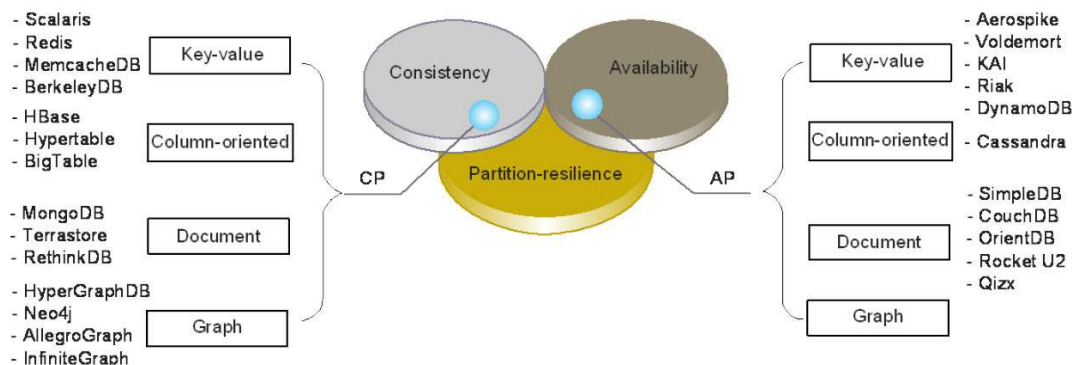 - Scalaris
- Redis
- MemcacheDB
- BerkeleyDB
Key-value
- HBase
- Hypertable
- BigTable
Column-oriented
- MongoDB
- Terrastore
- RethinkDB
Document
- HyperGraphDB
- Neo4j
- AllegroGraph
- InfiniteGraph
Graph
CP
Consistency
Availability
Partition-resilience
AP
Key-value
- Aerospike
- Voldemort
- KAI
- Riak
- DynamoDB
Column-oriented
- Cassandra
Document
- SimpleDB
- CouchDB
- OrientDB
- Rocket U2
- Qizx
Graph